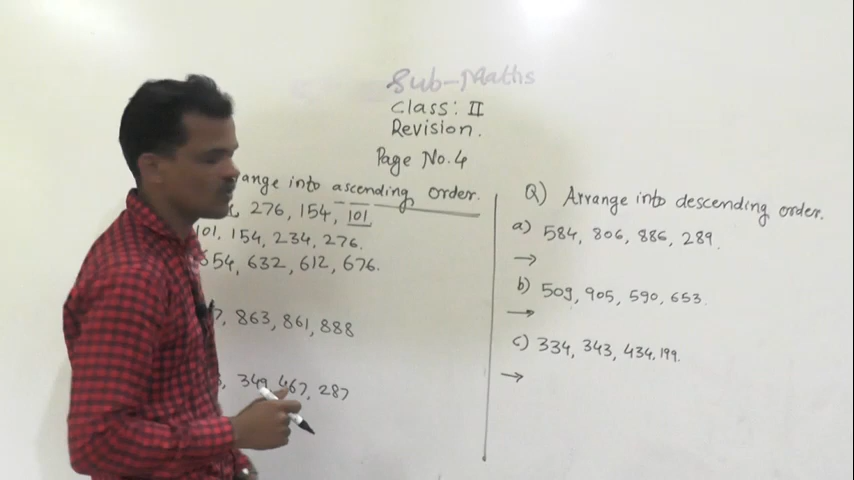 Sub-Maths
Class: II
Revision.
Page No. 4
ange into ascending order.
276, 154, 101
101, 154, 234, 276.
654, 632, 612, 676.
863, 861, 888
349, 467, 287
Q) Arrange into descending order.
a) 584, 806, 886, 289.
→
b) 509, 905, 590, 653.
→
c) 334, 343, 434, 199.
→